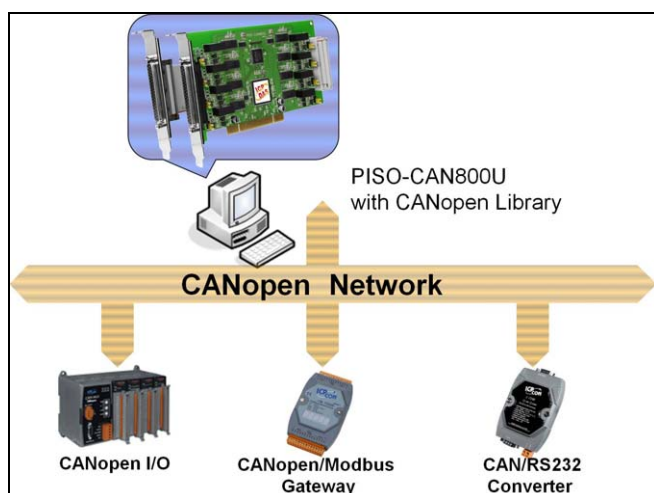 PISO-CAN800U
with CANopen Library
CANopen Network
CANopen I/O
CANopen/Modbus
Gateway
CAN/RS232
Converter